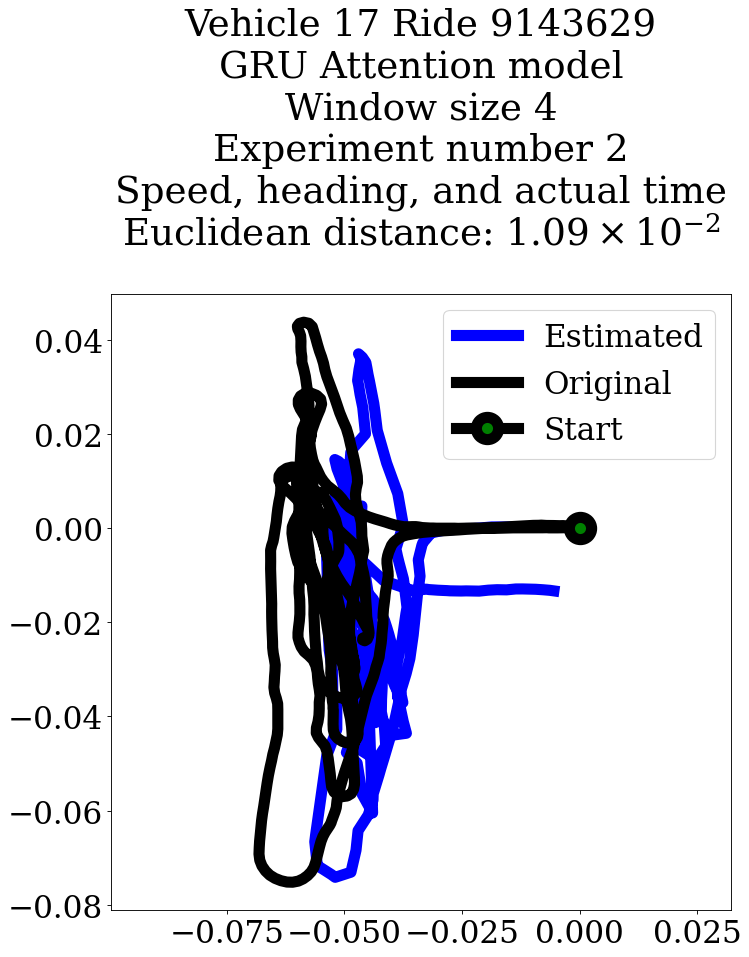 Vehicle 17 Ride 9143629
GRU Attention model
Window size 4
Experiment number 2
Speed, heading, and actual time
Euclidean distance: 1.09 × 10⁻²
Estimated
Original
Start
0.04
0.02
0.00
−0.02
−0.04
−0.06
−0.08
−0.075 −0.050 −0.025 0.000 0.025